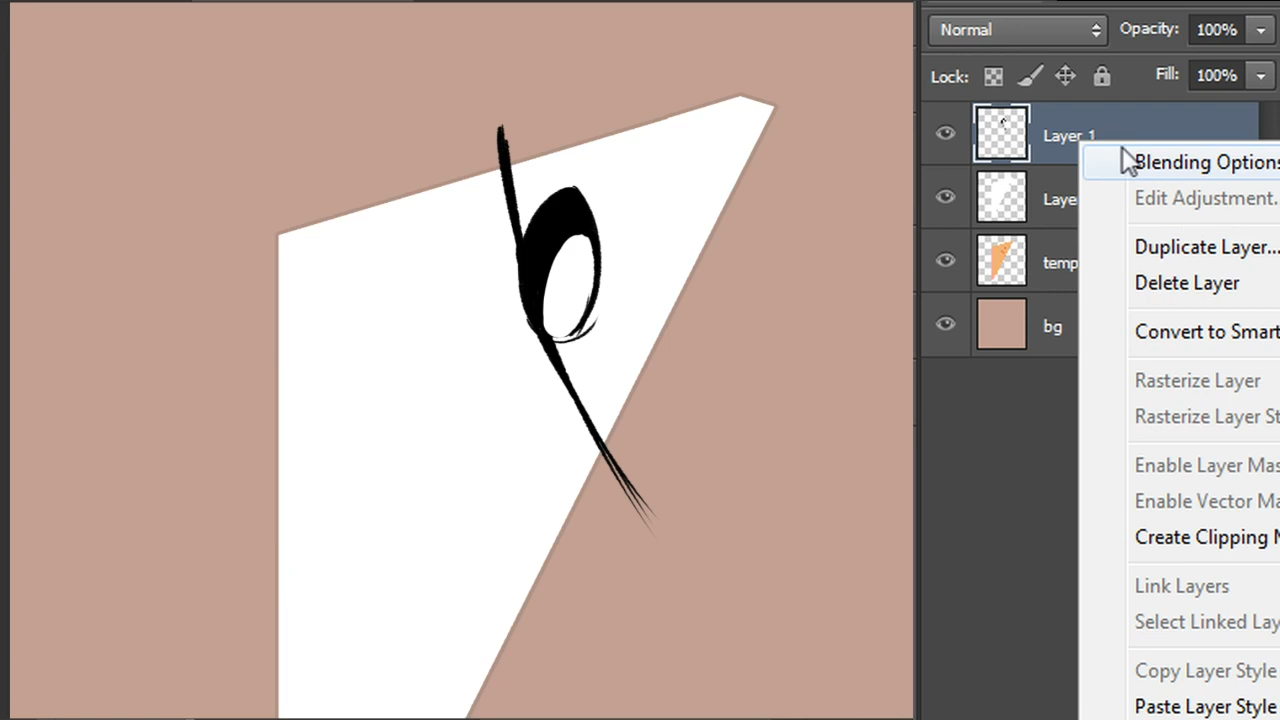 Normal Opacity: 100%
Lock: Fill: 100%
Layer 1
Laye
temp
bg
Blending Options
Edit Adjustment.
Duplicate Layer...
Delete Layer
Convert to Smart
Rasterize Layer
Rasterize Layer St
Enable Layer Mas
Enable Vector Ma
Create Clipping M
Link Layers
Select Linked Lay
Copy Layer Style
Paste Layer Style